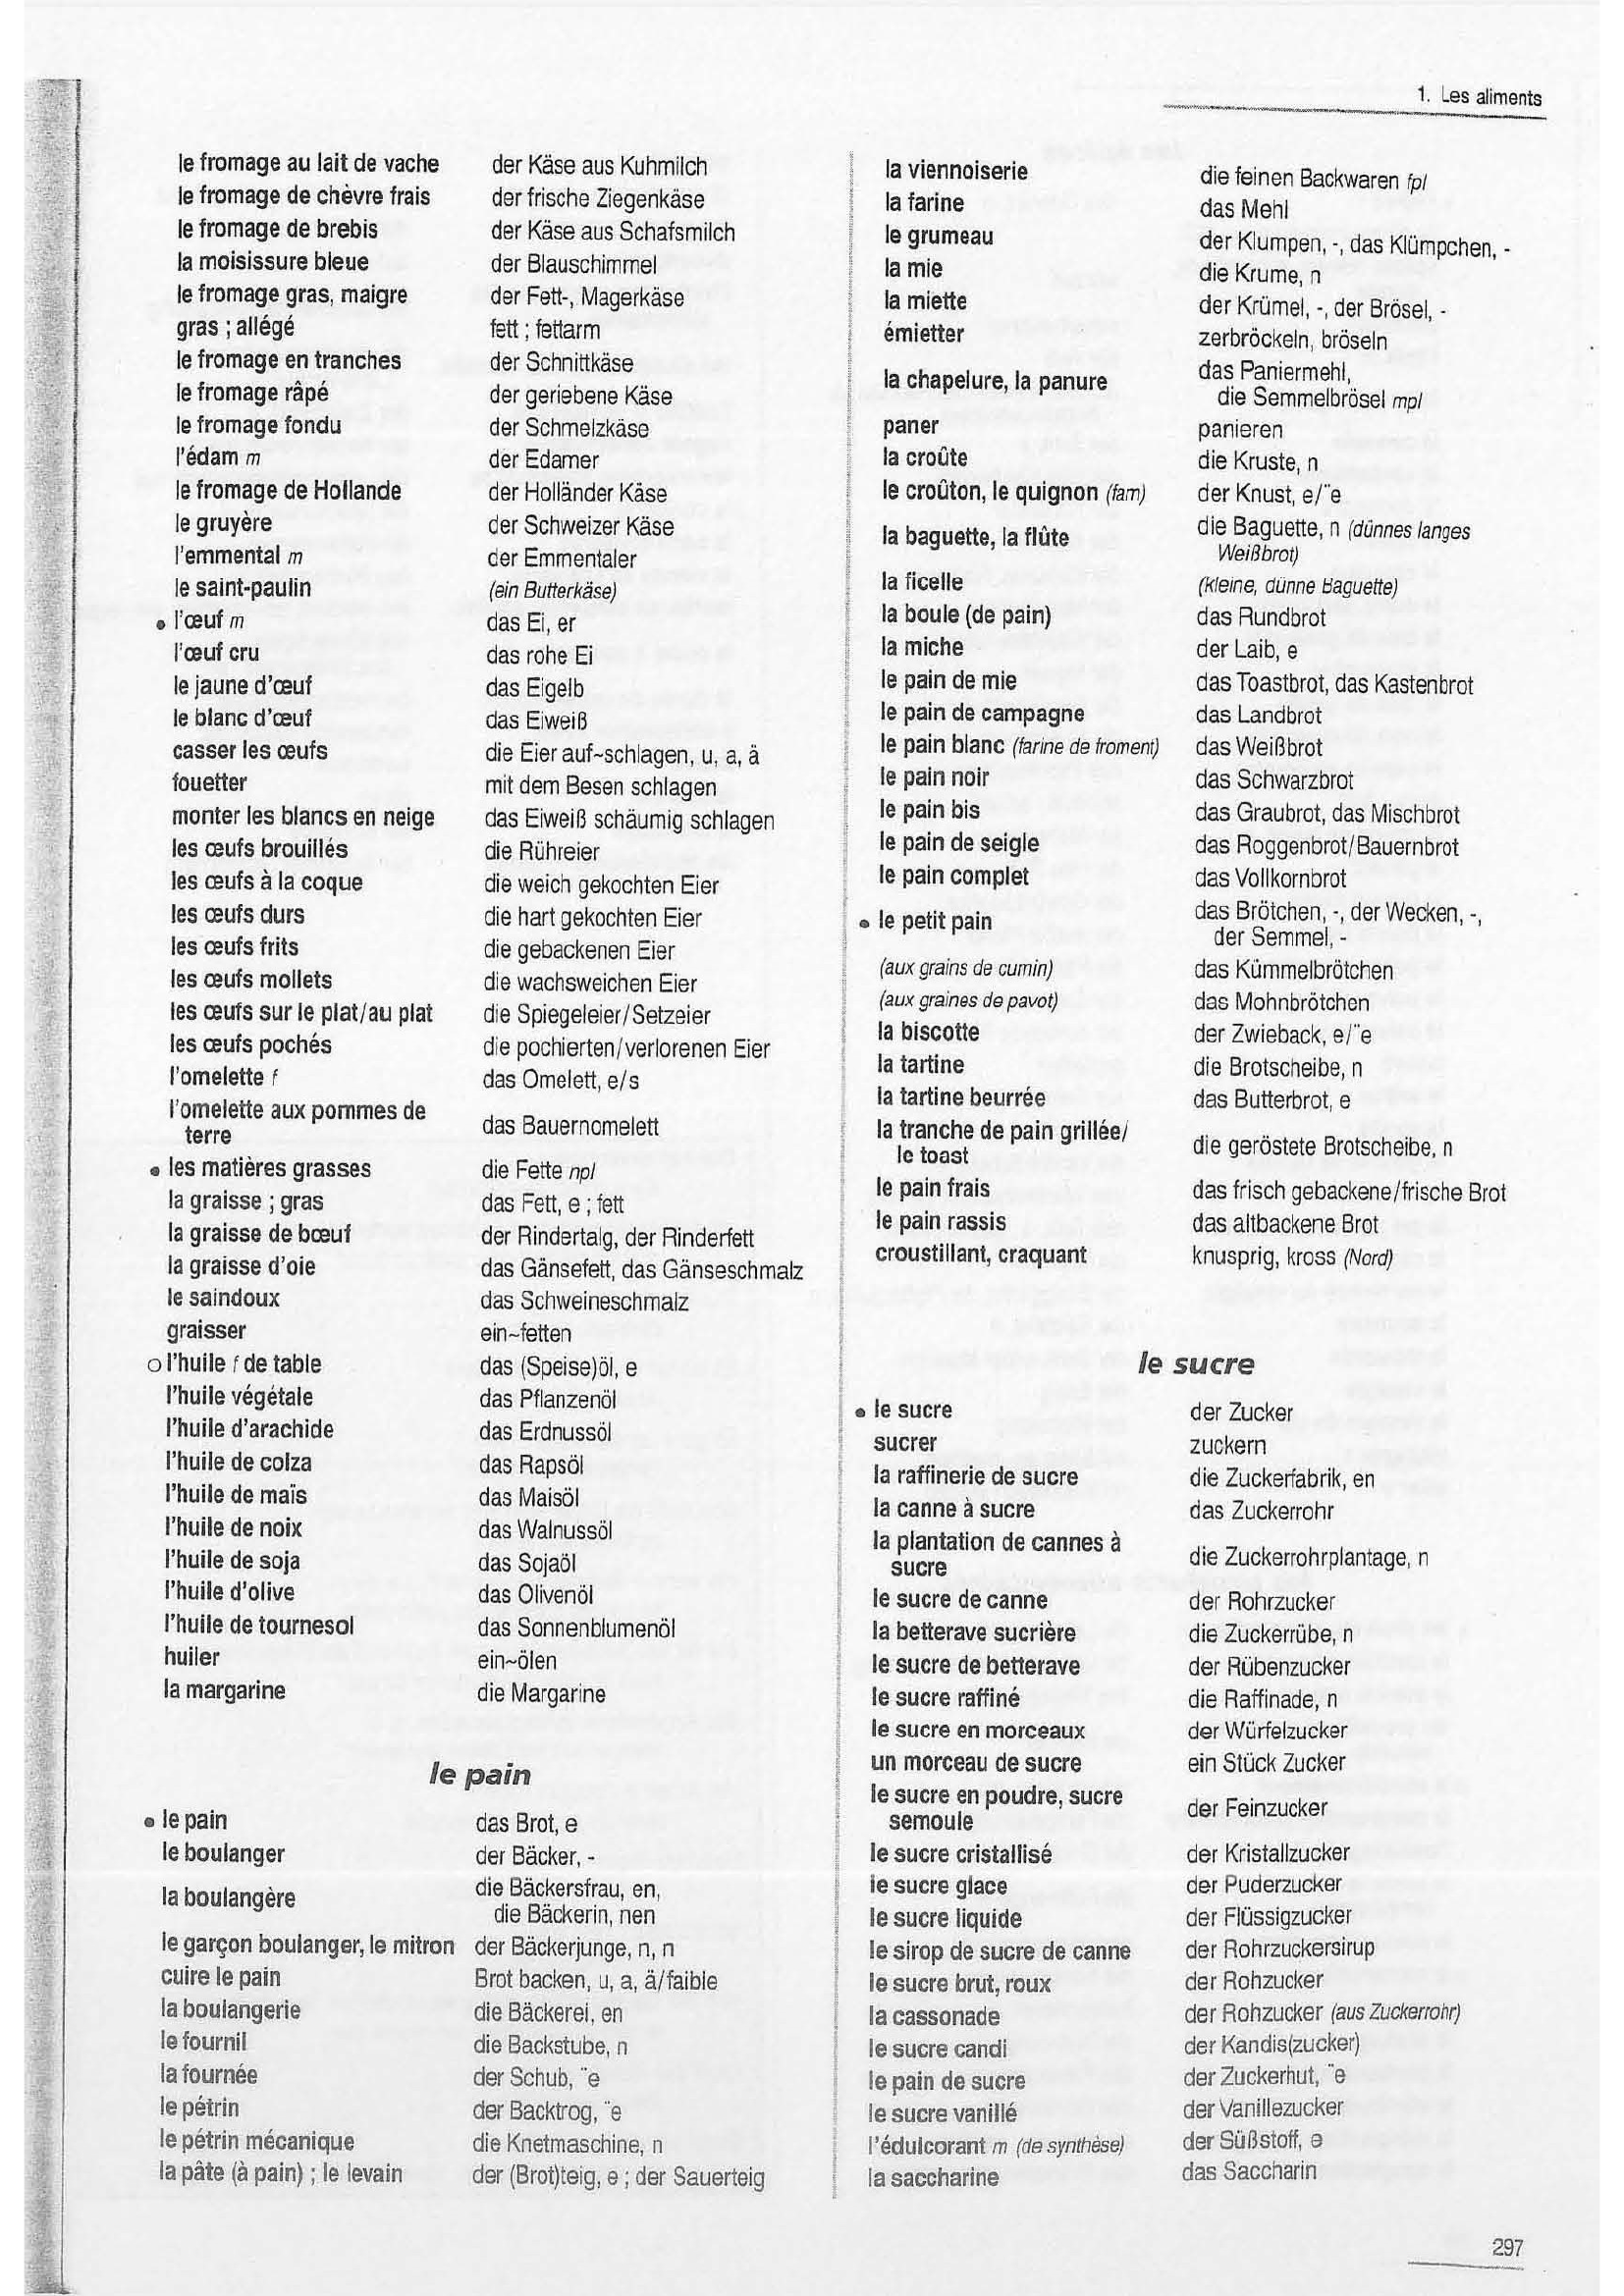 1. Les aliments
le fromage au lait de vache der Käse aus Kuhmilch
le fromage de chèvre frais der frische Ziegenkäse
le fromage de brebis der Käse aus Schafsmilch
la moisissure bleue der Blauschimmel
le fromage gras, maigre der Fett-, Magerkäse
gras ; allégé fett ; fettarm
le fromage en tranches der Schnittkäse
le fromage râpé der geriebene Käse
le fromage fondu der Schmelzkäse
l'édam m der Edamer
le fromage de Hollande der Holländer Käse
le gruyère der Schweizer Käse
l'emmental m der Emmentaler
le saint-paulin (ein Butterkäse)
• l'œuf m das Ei, er
l'œuf cru das rohe Ei
le jaune d'œuf das Eigelb
le blanc d'œuf das Eiweiß
casser les œufs die Eier auf~schlagen, u, a, ä
fouetter mit dem Besen schlagen
monter les blancs en neige das Eiweiß schäumig schlagen
les œufs brouillés die Rühreier
les œufs à la coque die weich gekochten Eier
les œufs durs die hart gekochten Eier
les œufs frits die gebackenen Eier
les œufs mollets die wachsweichen Eier
les œufs sur le plat/au plat die Spiegeleier/Setzeier
les œufs pochés die pochierten/verlorenen Eier
l'omelette f das Omelett, e/s
l'omelette aux pommes de
terre das Bauernomelett
• les matières grasses die Fette npl
la graisse ; gras das Fett, e ; fett
la graisse de bœuf der Rindertalg, der Rinderfett
la graisse d'oie das Gänsefett, das Gänseschmalz
le saindoux das Schweineschmalz
graisser ein~fetten
o l'huile f de table das (Speise)öl, e
l'huile végétale das Pflanzenöl
l'huile d'arachide das Erdnussöl
l'huile de colza das Rapsöl
l'huile de maïs das Maisöl
l'huile de noix das Walnussöl
l'huile de soja das Sojaöl
l'huile d'olive das Olivenöl
l'huile de tournesol das Sonnenblumenöl
huiler ein~ölen
la margarine die Margarine
le pain
• le pain das Brot, e
le boulanger der Bäcker, -
la boulangère die Bäckersfrau, en,
die Bäckerin, nen
le garçon boulanger, le mitron der Bäckerjunge, n, n
cuire le pain Brot backen, u, a, ä/faible
la boulangerie die Bäckerei, en
le fournil die Backstube, n
la fournée der Schub, ¨e
le pétrin der Backtrog, ¨e
le pétrin mécanique die Knetmaschine, n
la pâte (à pain) ; le levain der (Brot)teig, e ; der Sauerteig
la viennoiserie die feinen Backwaren fpl
la farine das Mehl
le grumeau der Klumpen, -, das Klümpchen, -
la mie die Krume, n
la miette der Krümel, -, der Brösel, -
émietter zerbröckeln, bröseln
la chapelure, la panure das Paniermehl,
die Semmelbrösel mpl
paner panieren
la croûte die Kruste, n
le croûton, le quignon (fam) der Knust, e/¨e
la baguette, la flûte die Baguette, n (dünnes langes
Weißbrot)
la ficelle (kleine, dünne Baguette)
la boule (de pain) das Rundbrot
la miche der Laib, e
le pain de mie das Toastbrot, das Kastenbrot
le pain de campagne das Landbrot
le pain blanc (farine de froment) das Weißbrot
le pain noir das Schwarzbrot
le pain bis das Graubrot, das Mischbrot
le pain de seigle das Roggenbrot/Bauernbrot
le pain complet das Vollkornbrot
• le petit pain das Brötchen, -, der Wecken, -,
der Semmel, -
(aux grains de cumin) das Kümmelbrötchen
(aux graines de pavot) das Mohnbrötchen
la biscotte der Zwieback, e/¨e
la tartine die Brotscheibe, n
la tartine beurrée das Butterbrot, e
la tranche de pain grillée/
le toast die geröstete Brotscheibe, n
le pain frais das frisch gebackene/frische Brot
le pain rassis das altbackene Brot
croustillant, craquant knusprig, kross (Nord)
le sucre
• le sucre der Zucker
sucrer zuckern
la raffinerie de sucre die Zuckerfabrik, en
la canne à sucre das Zuckerrohr
la plantation de cannes à
sucre die Zuckerrohrplantage, n
le sucre de canne der Rohrzucker
la betterave sucrière die Zuckerrübe, n
le sucre de betterave der Rübenzucker
le sucre raffiné die Raffinade, n
le sucre en morceaux der Würfelzucker
un morceau de sucre ein Stück Zucker
le sucre en poudre, sucre
semoule der Feinzucker
le sucre cristallisé der Kristallzucker
le sucre glace der Puderzucker
le sucre liquide der Flüssigzucker
le sirop de sucre de canne der Rohrzuckersirup
le sucre brut, roux der Rohzucker
la cassonade der Rohzucker (aus Zuckerrohr)
le sucre candi der Kandis(zucker)
le pain de sucre der Zuckerhut, ¨e
le sucre vanillé der Vanillezucker
l'édulcorant m (de synthèse) der Süßstoff, e
la saccharine das Saccharin
297